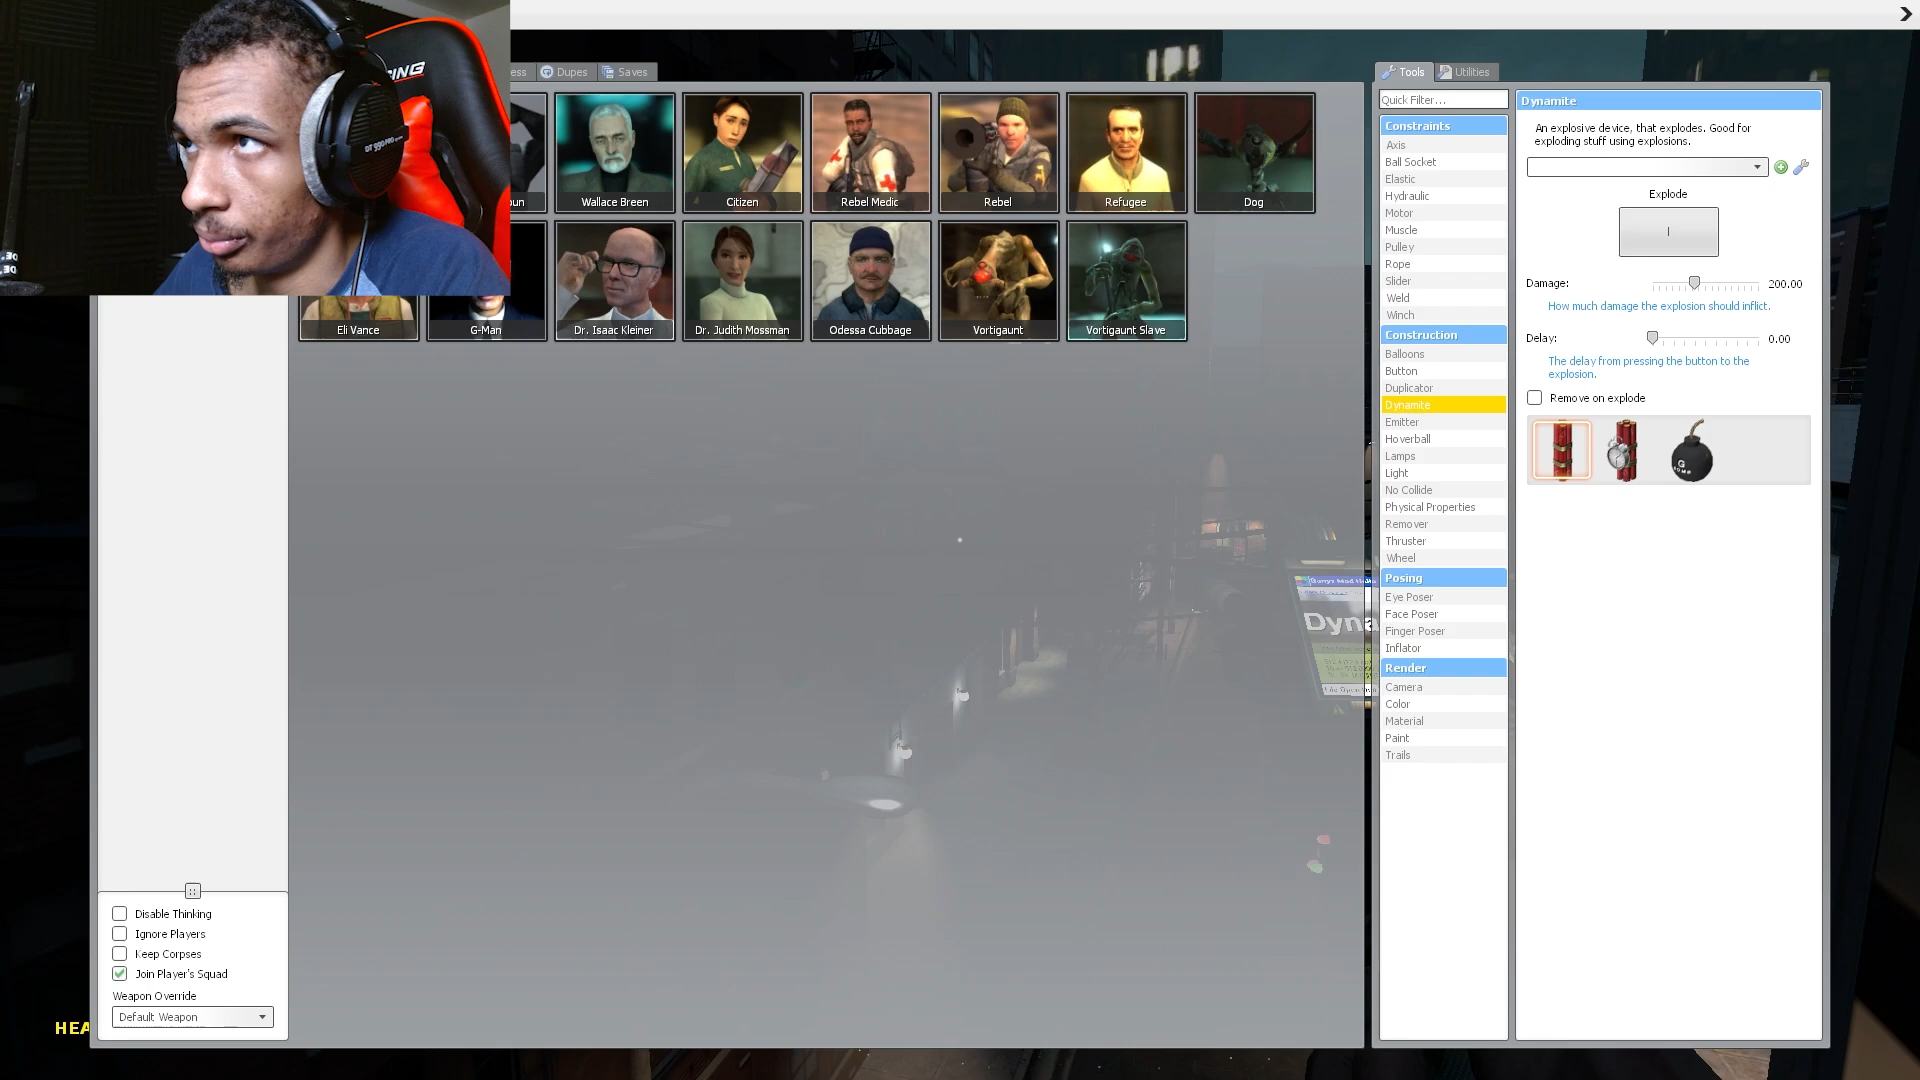 Dupes
Saves
Tools
Utilities
Quick Filter...
Constraints
Axis
Ball Socket
Elastic
Hydraulic
Motor
Muscle
Pulley
Rope
Slider
Weld
Winch
Construction
Balloons
Button
Duplicator
Dynamite
Emitter
Hoverball
Lamps
Light
No Collide
Physical Properties
Remover
Thruster
Wheel
Posing
Eye Poser
Face Poser
Finger Poser
Inflator
Render
Camera
Color
Material
Paint
Trails
Dynamite
An explosive device, that explodes. Good for
exploding stuff using explosions.
Explode
Damage: 200.00
How much damage the explosion should inflict.
Delay: 0.00
The delay from pressing the button to the
explosion.
Remove on explode
Wallace Breen
Citizen
Rebel Medic
Rebel
Refugee
Dog
Eli Vance
G-Man
Dr. Isaac Kleiner
Dr. Judith Mossman
Odessa Cubbage
Vortigaunt
Vortigaunt Slave
Dyna
Disable Thinking
Ignore Players
Keep Corpses
Join Player's Squad
Weapon Override
Default Weapon
HEA
DT 990 PRO